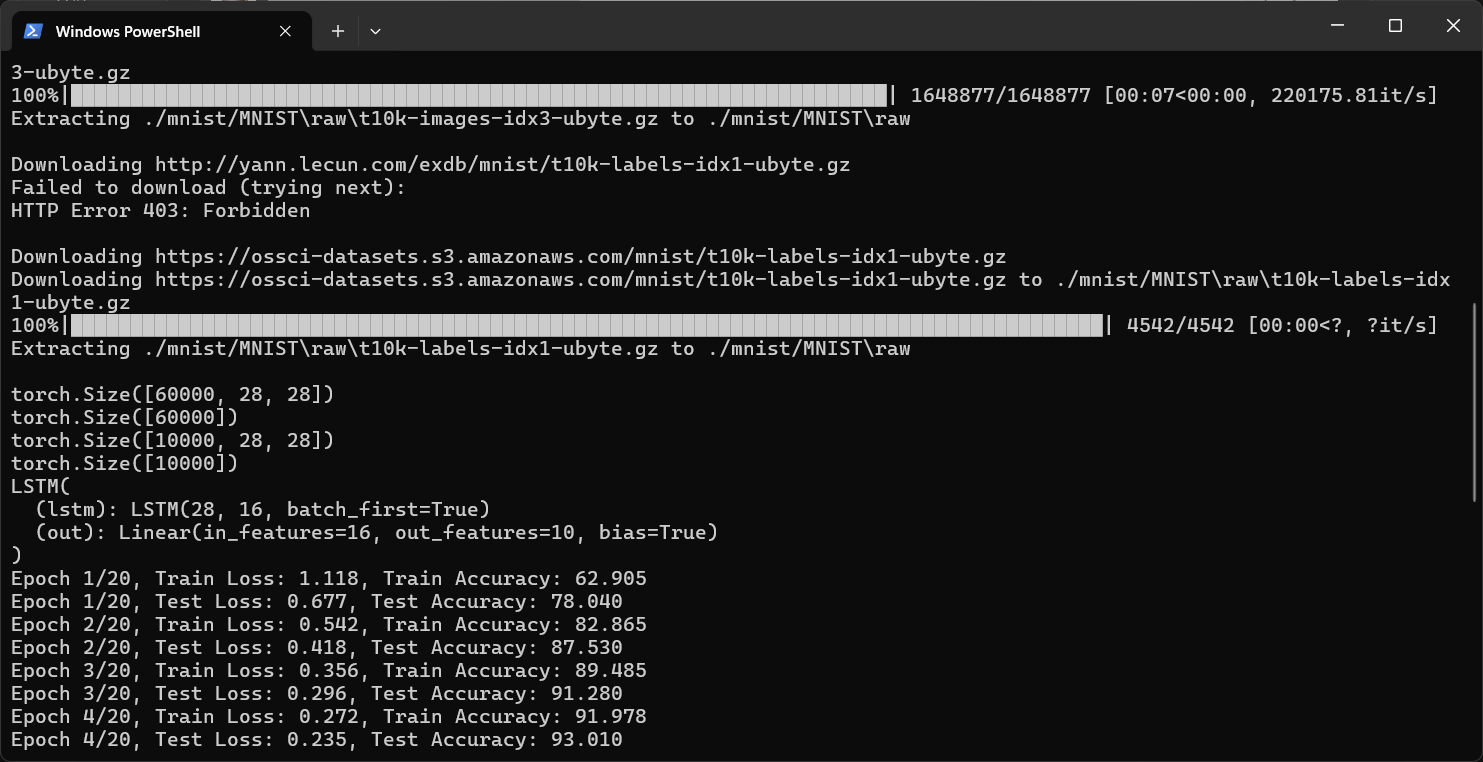 Windows PowerShell
3-ubyte.gz
100%|██████████████████████████████████████████████████████████████████| 1648877/1648877 [00:07<00:00, 220175.81it/s]
Extracting ./mnist/MNIST\raw\t10k-images-idx3-ubyte.gz to ./mnist/MNIST\raw
Downloading http://yann.lecun.com/exdb/mnist/t10k-labels-idx1-ubyte.gz
Failed to download (trying next):
HTTP Error 403: Forbidden
Downloading https://ossci-datasets.s3.amazonaws.com/mnist/t10k-labels-idx1-ubyte.gz
Downloading https://ossci-datasets.s3.amazonaws.com/mnist/t10k-labels-idx1-ubyte.gz to ./mnist/MNIST\raw\t10k-labels-idx
1-ubyte.gz
100%|██████████████████████████████████████████████████████████████████████████████████████| 4542/4542 [00:00<?, ?it/s]
Extracting ./mnist/MNIST\raw\t10k-labels-idx1-ubyte.gz to ./mnist/MNIST\raw
torch.Size([60000, 28, 28])
torch.Size([60000])
torch.Size([10000, 28, 28])
torch.Size([10000])
LSTM(
  (lstm): LSTM(28, 16, batch_first=True)
  (out): Linear(in_features=16, out_features=10, bias=True)
)
Epoch 1/20, Train Loss: 1.118, Train Accuracy: 62.905
Epoch 1/20, Test Loss: 0.677, Test Accuracy: 78.040
Epoch 2/20, Train Loss: 0.542, Train Accuracy: 82.865
Epoch 2/20, Test Loss: 0.418, Test Accuracy: 87.530
Epoch 3/20, Train Loss: 0.356, Train Accuracy: 89.485
Epoch 3/20, Test Loss: 0.296, Test Accuracy: 91.280
Epoch 4/20, Train Loss: 0.272, Train Accuracy: 91.978
Epoch 4/20, Test Loss: 0.235, Test Accuracy: 93.010